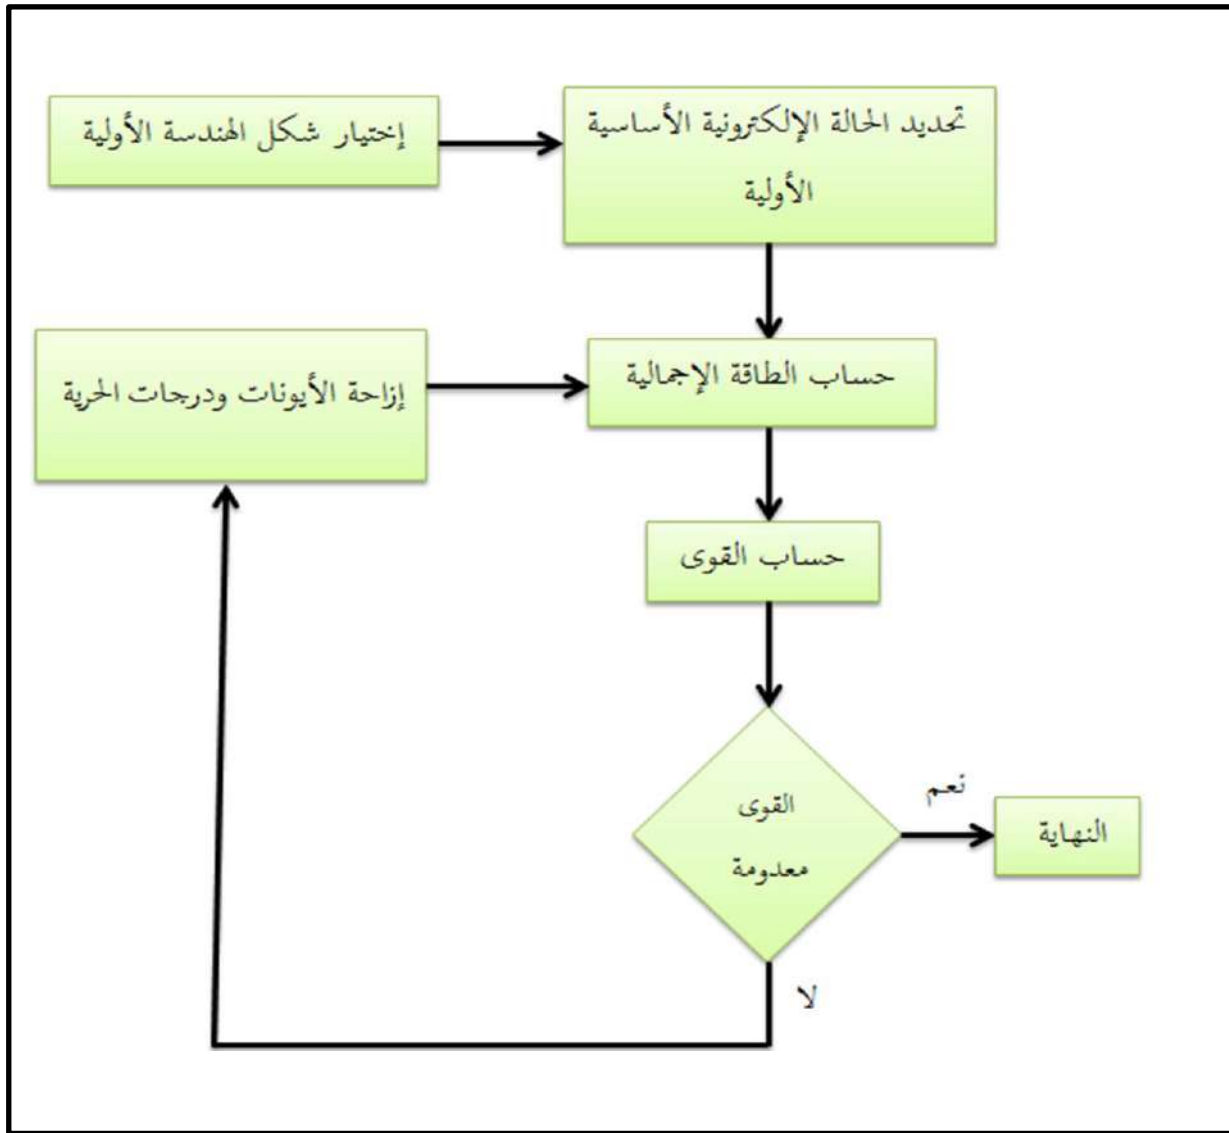 إختيار شكل الهندسة الأولية
تحديد الحالة الإلكترونية الأساسية
الأولية
حساب الطاقة الإجمالية
إزاحة الأيونات ودرجات الحرية
حساب القوى
القوى
معدومة
نعم
النهاية
لا